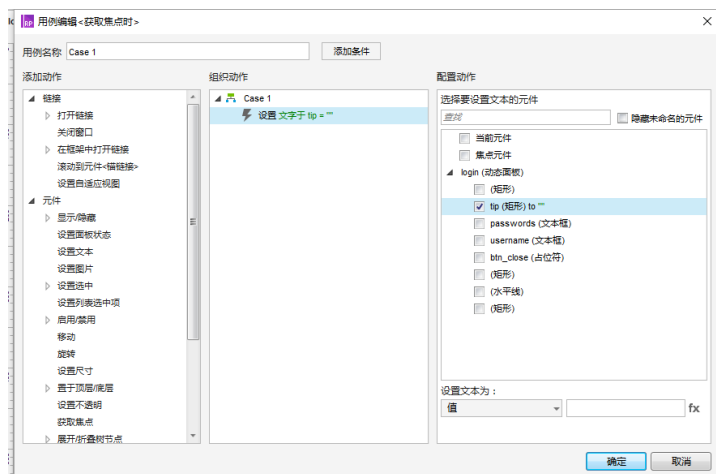 RP 用例编辑<获取焦点时>
用例名称 Case 1 添加条件
添加动作
链接
打开链接
关闭窗口
在框架中打开链接
滚动到元件<锚链接>
设置自适应视图
元件
显示/隐藏
设置面板状态
设置文本
设置图片
设置选中
设置列表选中项
启用/禁用
移动
旋转
设置尺寸
置于顶层/底层
设置不透明
获取焦点
展开/折叠树节点
组织动作
Case 1
设置 文字于 tip = ""
配置动作
选择要设置文本的元件
查找 隐藏未命名的元件
当前元件
焦点元件
login (动态面板)
(矩形)
tip (矩形) to ""
passwords (文本框)
username (文本框)
btn_close (占位符)
(矩形)
(水平线)
(矩形)
设置文本为：
值 fx
确定 取消